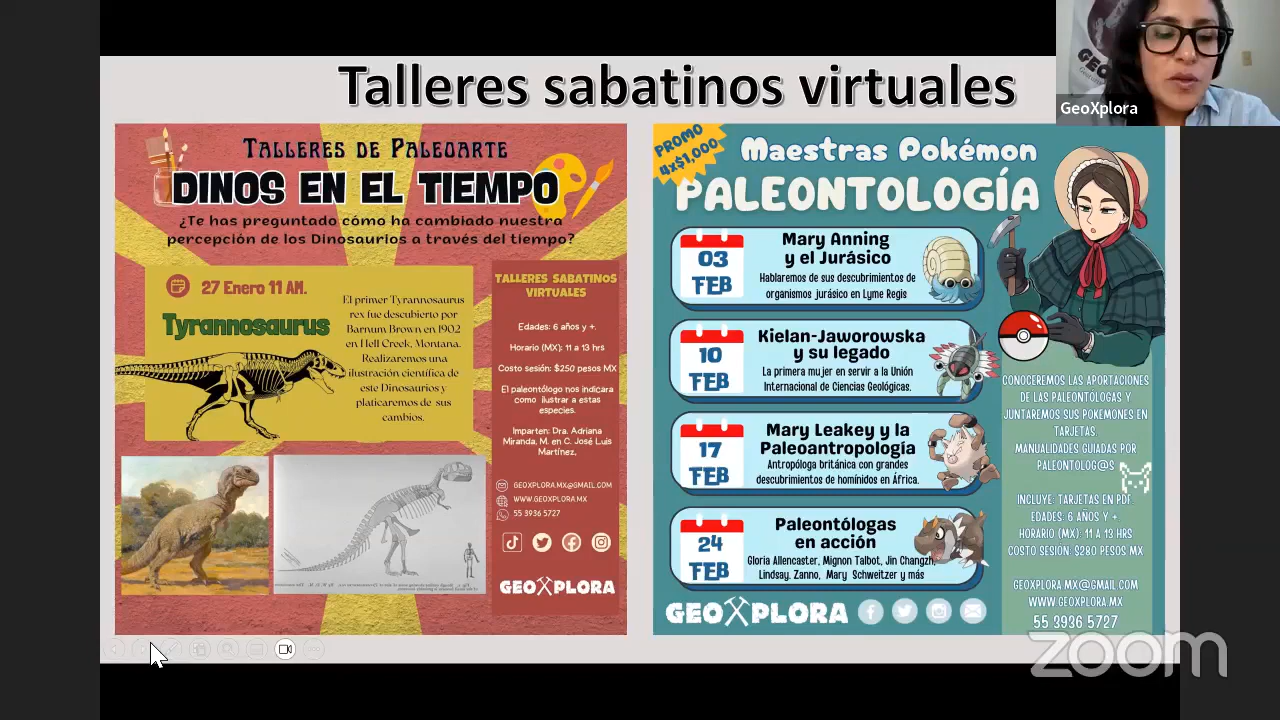 Talleres sabatinos virtuales
GeoXplora
TALLERES DE PALEOARTE
DINOS EN EL TIEMPO
¿Te has preguntado cómo ha cambiado nuestra
percepción de los Dinosaurios a través del tiempo?
27 Enero 11 AM.
Tyrannosaurus
El primer Tyrannosaurus
rex fue descubierto por
Barnum Brown en 1902
en Hell Creek, Montana.
Realizaremos una
ilustración científica de
este Dinosaurios y
platicaremos de sus
cambios.
TALLERES SABATINOS
VIRTUALES
Edades: 6 años y +.
Horario (MX): 11 a 13 hrs
Costo sesión: $250 pesos MX
El paleontólogo nos indicara
como ilustrar a estas
especies.
Imparten: Dra. Adriana
Miranda, M. en C. José Luis
Martínez,
GEOXPLORA.MX@GMAIL.COM
WWW.GEOXPLORA.MX
55 3936 5727
GEOXPLORA
PROMO
4x$1,000
Maestras Pokémon
PALEONTOLOGÍA
03
FEB
Mary Anning
y el Jurásico
Hablaremos de sus descubrimientos de
organismos jurásico en Lyme Regis
10
FEB
Kielan-Jaworowska
y su legado
La primera mujer en servir a la Unión
Internacional de Ciencias Geológicas.
17
FEB
Mary Leakey y la
Paleoantropología
Antropóloga británica con grandes
descubrimientos de homínidos en África.
24
FEB
Paleontólogas
en acción
Gloria Allencaster, Mignon Talbot, Jin Changzh,
Lindsay. Zanno, Mary Schweitzer y más
CONOCEREMOS LAS APORTACIONES
DE LAS PALEONTOLOGAS Y
JUNTAREMOS SUS POKEMONES EN
TARJETAS.
MANUALIDADES GUIADAS POR
PALEONTOLOG@S
INCLUYE: TARJETAS EN PDF.
EDADES: 6 AÑOS Y +
HORARIO (MX): 11 A 13 HRS
COSTO SESIÓN: $280 PESOS MX
GEOXPLORA.MX@GMAIL.COM
WWW.GEOXPLORA.MX
55 3936 5727
GEOXPLORA
zoom